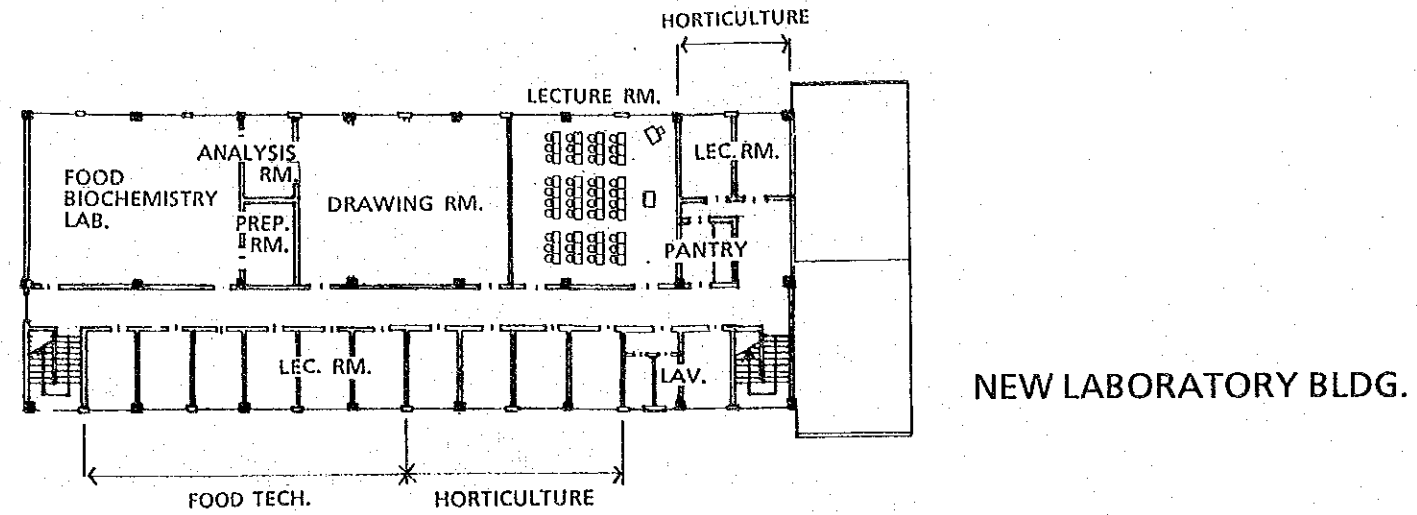 HORTICULTURE
LECTURE RM.
ANALYSIS
RM.
LEC. RM.
FOOD
BIOCHEMISTRY
LAB.
DRAWING RM.
PREP.
RM.
PANTRY
LEC. RM.
LAV.
NEW LABORATORY BLDG.
FOOD TECH.
HORTICULTURE